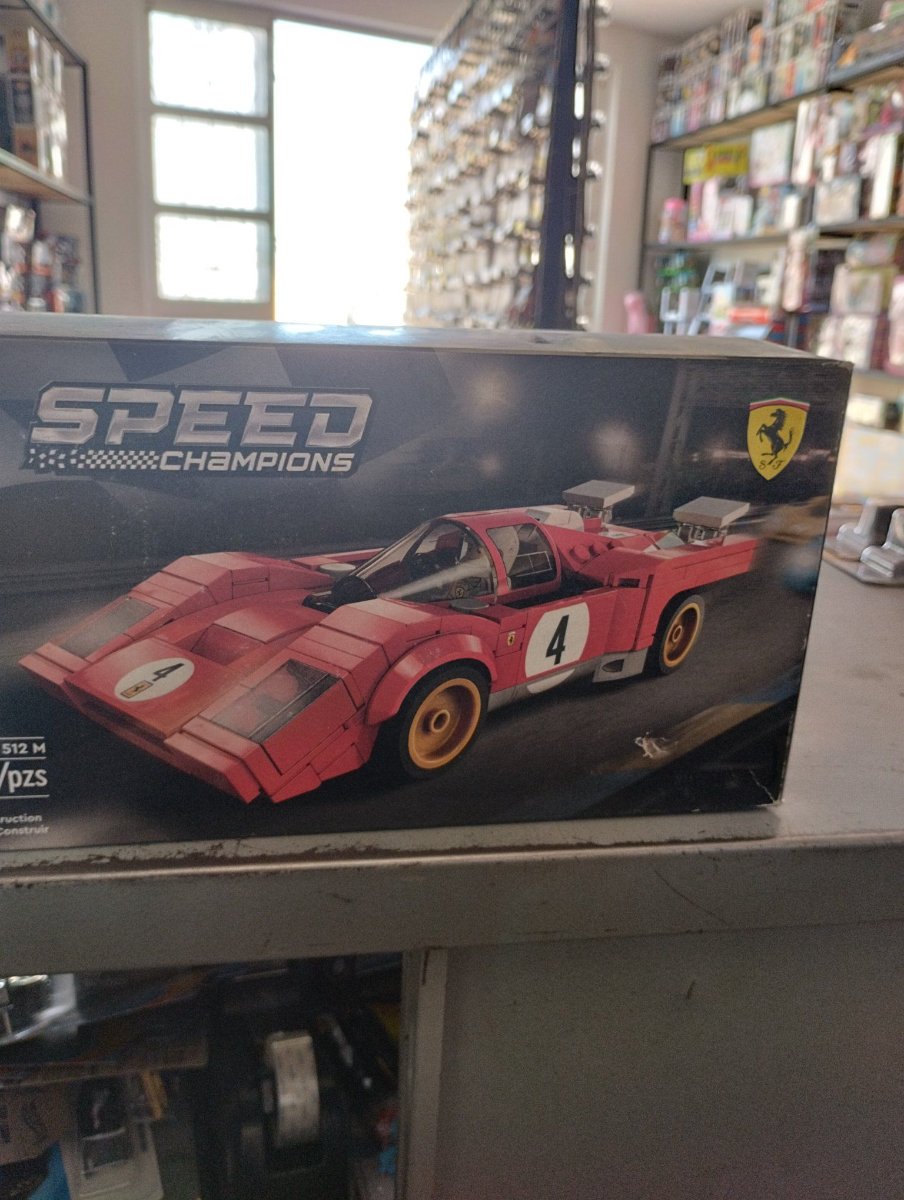 SPEED
CHAMPIONS
S F
4
4
512 M
/pzs
ruction
Construir